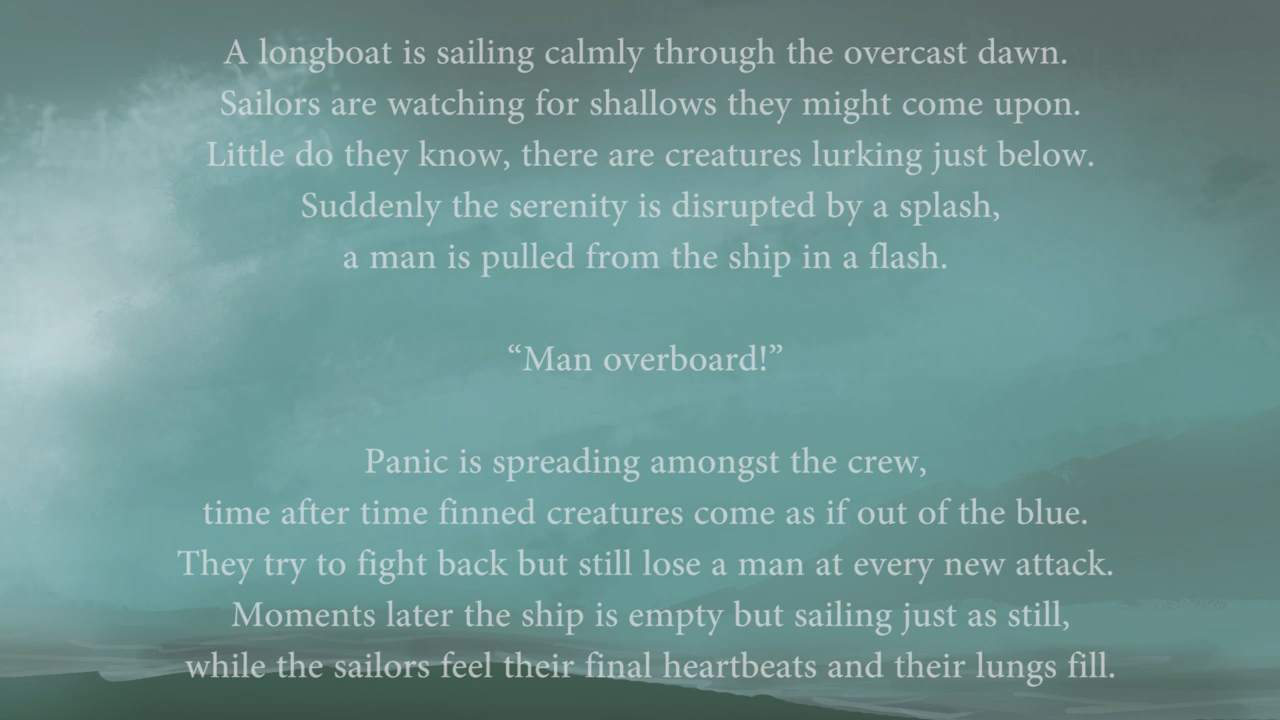 A longboat is sailing calmly through the overcast dawn.
Sailors are watching for shallows they might come upon.
Little do they know, there are creatures lurking just below.
Suddenly the serenity is disrupted by a splash,
a man is pulled from the ship in a flash.
“Man overboard!”
Panic is spreading amongst the crew,
time after time finned creatures come as if out of the blue.
They try to fight back but still lose a man at every new attack.
Moments later the ship is empty but sailing just as still,
while the sailors feel their final heartbeats and their lungs fill.